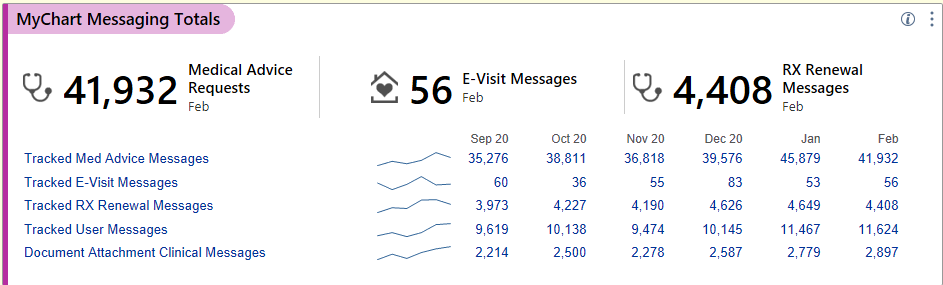 MyChart Messaging Totals
41,932 Medical Advice Requests
Feb
56 E-Visit Messages
Feb
4,408 RX Renewal Messages
Feb
Sep 20 Oct 20 Nov 20 Dec 20 Jan Feb
Tracked Med Advice Messages 35,276 38,811 36,818 39,576 45,879 41,932
Tracked E-Visit Messages 60 36 55 83 53 56
Tracked RX Renewal Messages 3,973 4,227 4,190 4,626 4,649 4,408
Tracked User Messages 9,619 10,138 9,474 10,145 11,467 11,624
Document Attachment Clinical Messages 2,214 2,500 2,278 2,587 2,779 2,897